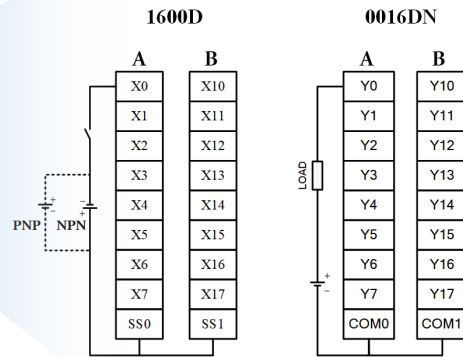 1600D 0016DN
A B A B
X0 X10 Y0 Y10
X1 X11 Y1 Y11
X2 X12 Y2 Y12
X3 X13 Y3 Y13
X4 X14 Y4 Y14
X5 X15 Y5 Y15
X6 X16 Y6 Y16
X7 X17 Y7 Y17
SS0 SS1 COM0 COM1
PNP + - NPN - +
LOAD
+ -